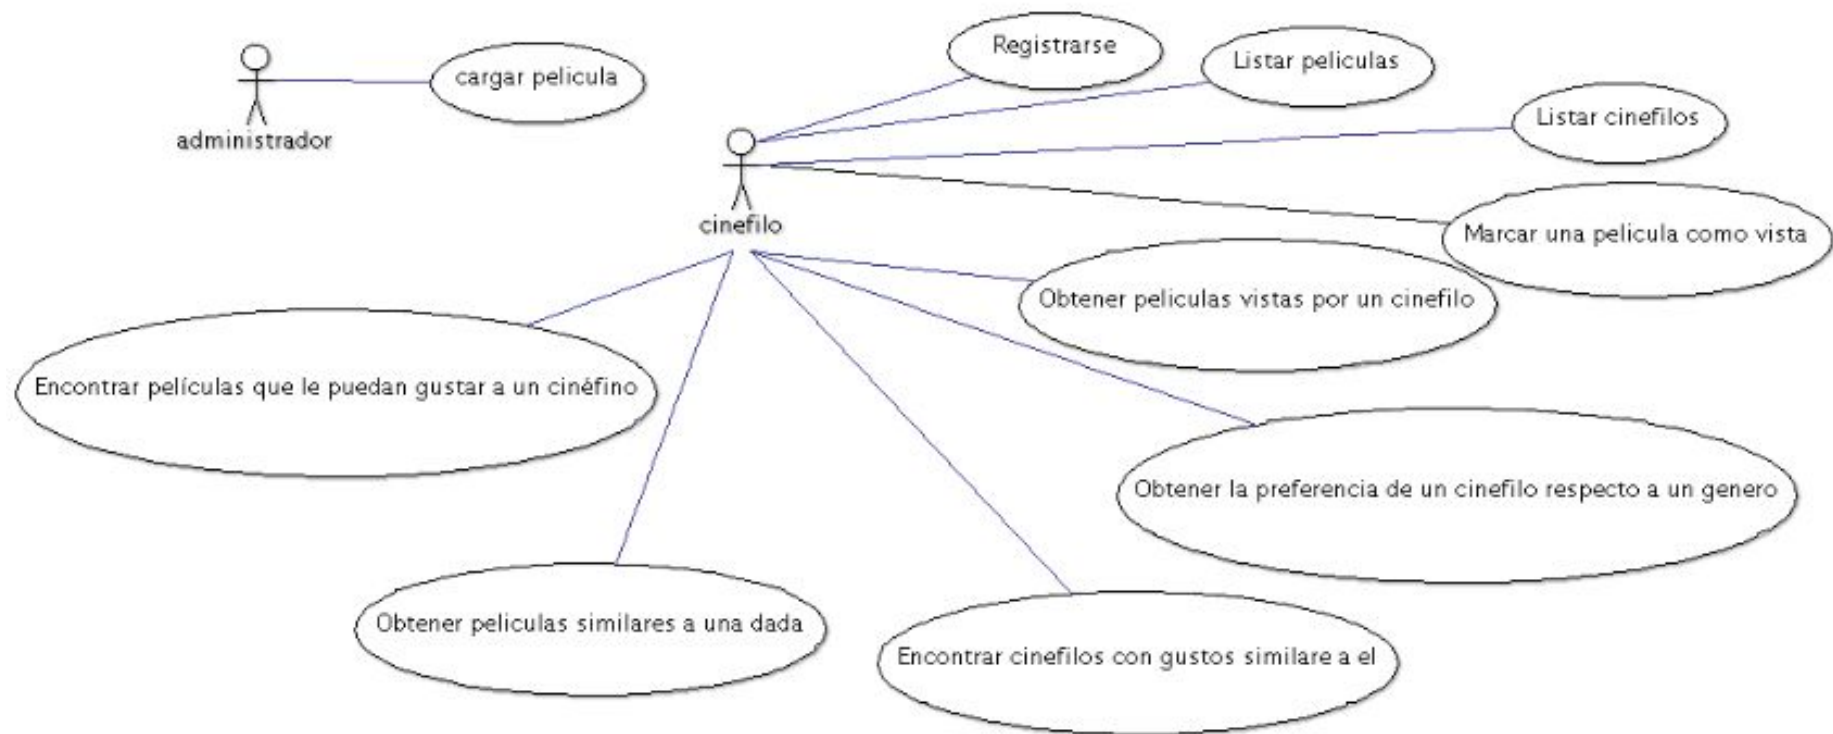 Registrarse
Listar peliculas
cargar pelicula
Listar cinefilos
administrador
cinefilo
Marcar una pelicula como vista
Obtener peliculas vistas por un cinefilo
Encontrar películas que le puedan gustar a un cinéfino
Obtener la preferencia de un cinefilo respecto a un genero
Obtener peliculas similares a una dada
Encontrar cinefilos con gustos similare a el